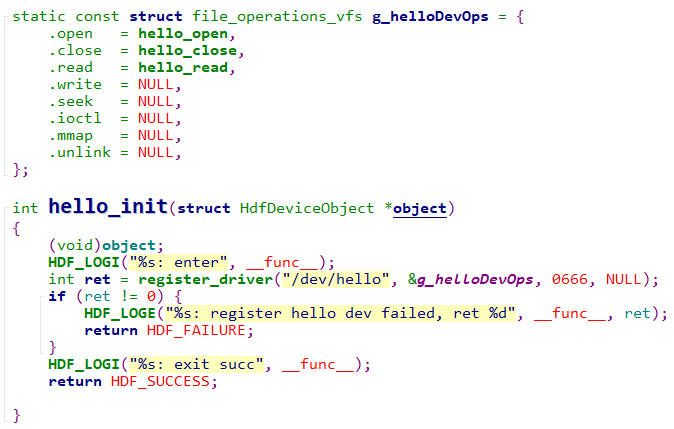 static const struct file_operations_vfs g_helloDevOps = {
    .open   = hello_open,
    .close  = hello_close,
    .read   = hello_read,
    .write  = NULL,
    .seek   = NULL,
    .ioctl  = NULL,
    .mmap   = NULL,
    .unlink = NULL,
};
int hello_init(struct HdfDeviceObject *object)
{
    (void)object;
    HDF_LOGI("%s: enter", __func__);
    int ret = register_driver("/dev/hello", &g_helloDevOps, 0666, NULL);
    if (ret != 0) {
        HDF_LOGE("%s: register hello dev failed, ret %d", __func__, ret);
        return HDF_FAILURE;
    }
    HDF_LOGI("%s: exit succ", __func__);
    return HDF_SUCCESS;
}